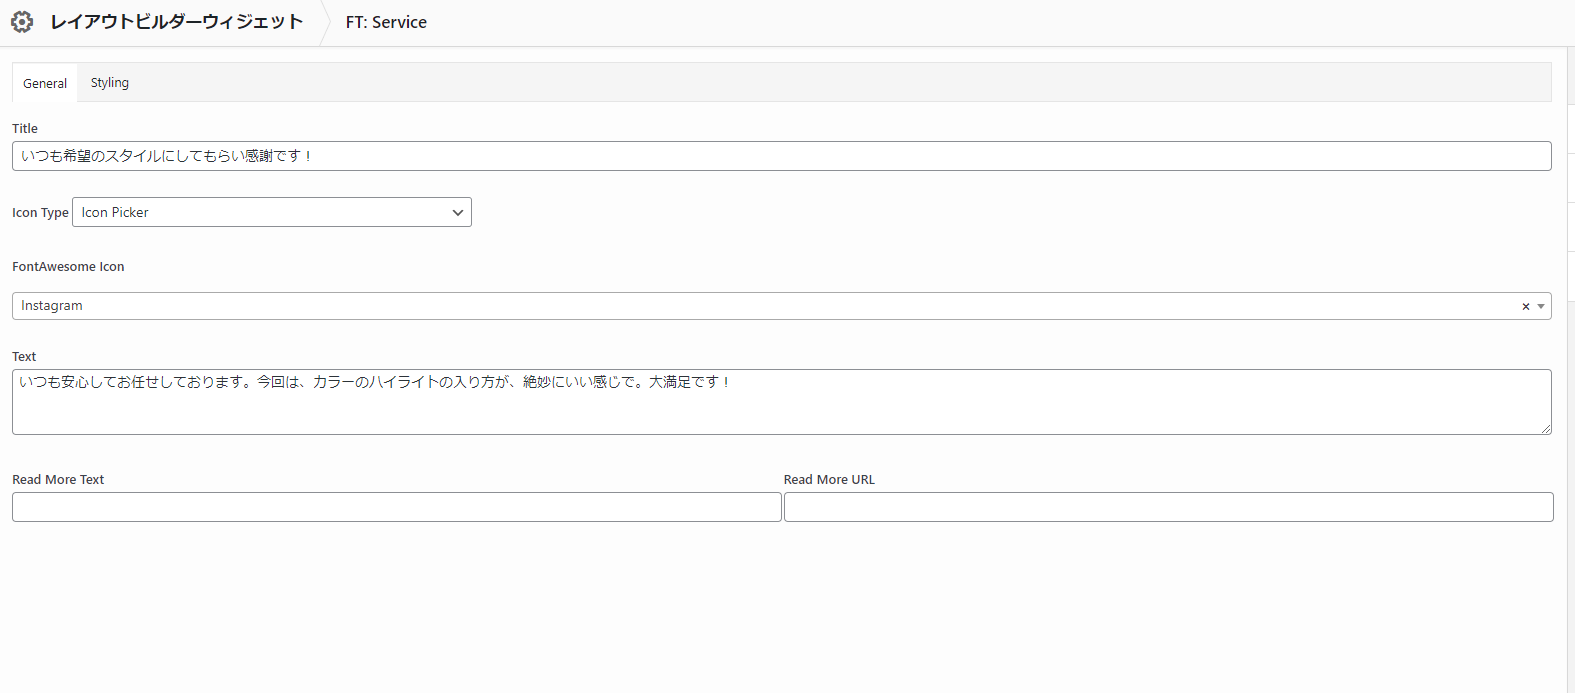 レイアウトビルダーウィジェット FT: Service
General Styling
Title
いつも希望のスタイルにしてもらい感謝です！
Icon Type Icon Picker
FontAwesome Icon
Instagram
Text
いつも安心してお任せしております。今回は、カラーのハイライトの入り方が、絶妙にいい感じで。大満足です！
Read More Text Read More URL